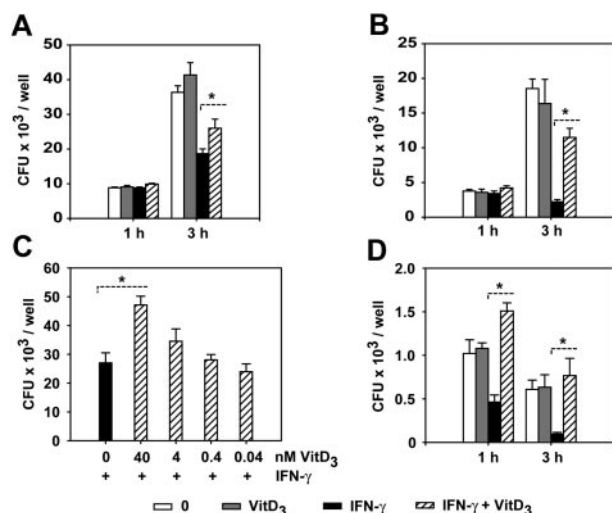 A
CFU x 10³ / well
50
40
30
20
10
0
*
1 h
3 h
B
CFU x 10³ / well
25
20
15
10
5
0
*
1 h
3 h
C
CFU x 10³ / well
60
50
40
30
20
10
0
*
0 40 4 0.4 0.04 nM VitD₃
+ + + + + IFN-γ
D
CFU x 10³ / well
2.0
1.5
1.0
0.5
0
*
*
1 h
3 h
0 VitD₃ IFN-γ IFN-γ + VitD₃